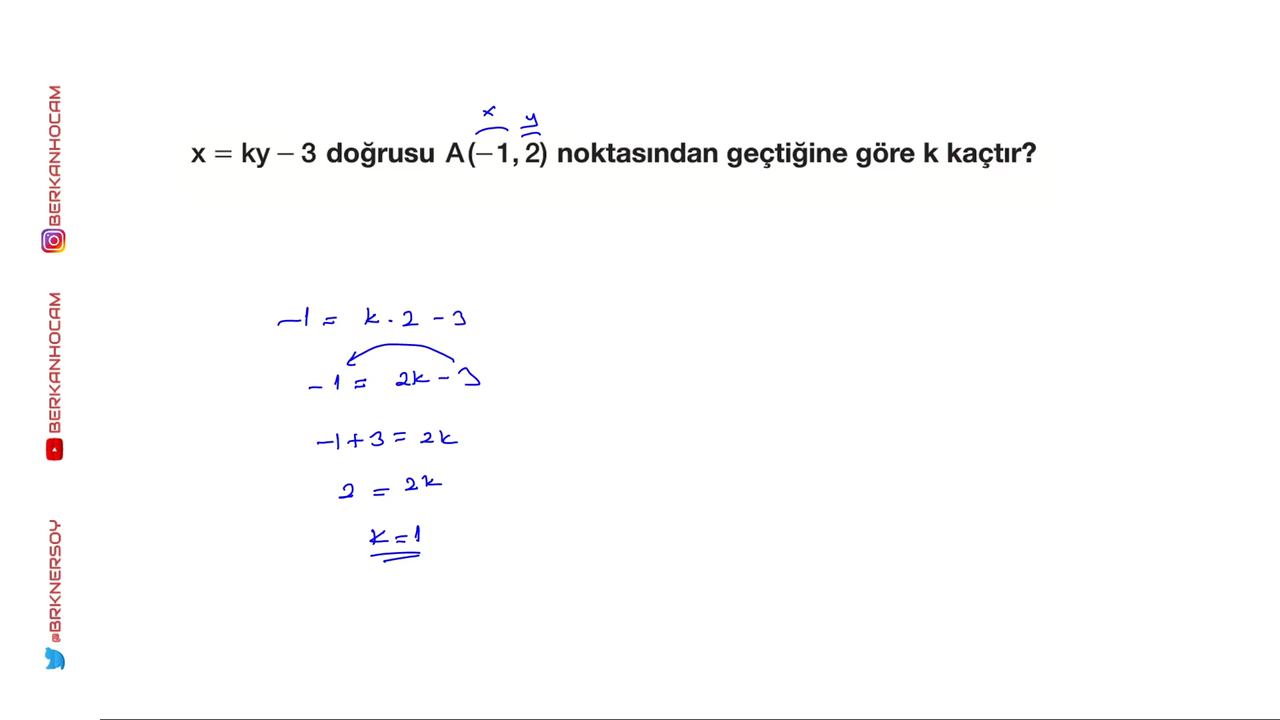 x y
x = ky − 3 doğrusu A(−1, 2) noktasından geçtiğine göre k kaçtır?
−1 = k . 2 − 3
−1 = 2k − 3
−1 + 3 = 2k
2 = 2k
k = 1
BERKANHOCAM
BERKANHOCAM
@BRKNERSOY